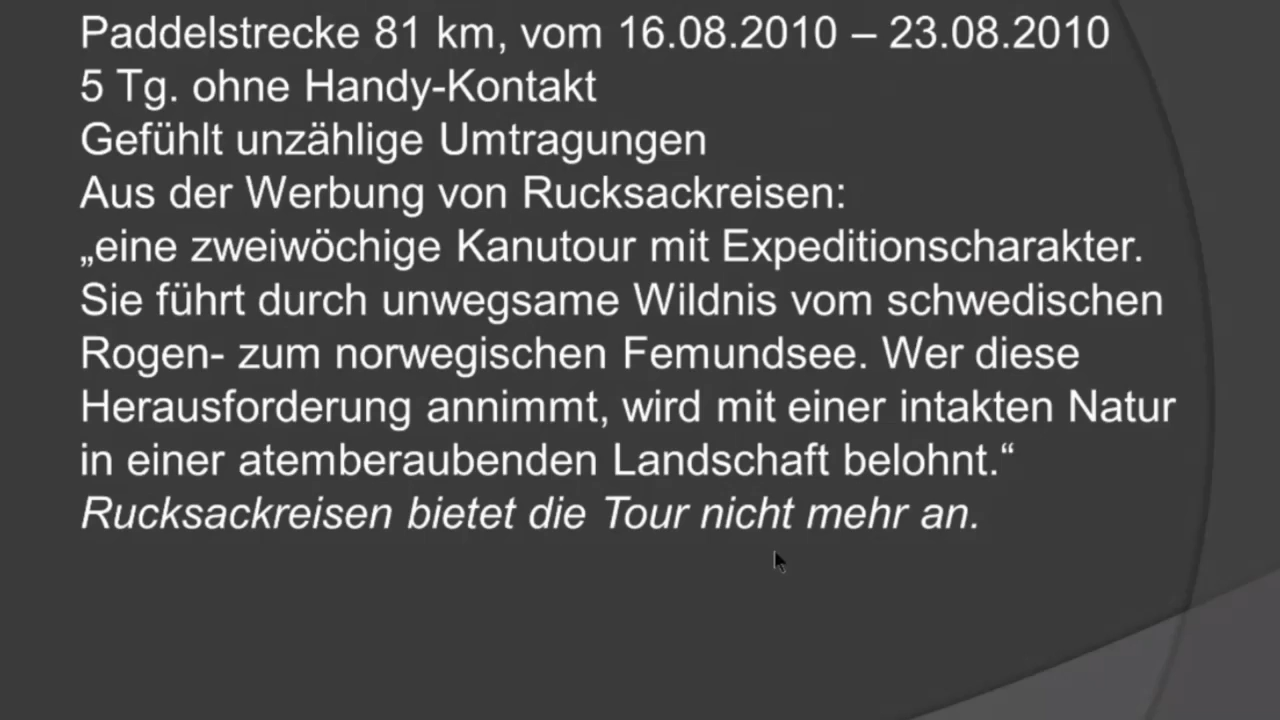 Paddelstrecke 81 km, vom 16.08.2010 – 23.08.2010
5 Tg. ohne Handy-Kontakt
Gefühlt unzählige Umtragungen
Aus der Werbung von Rucksackreisen:
„eine zweiwöchige Kanutour mit Expeditionscharakter.
Sie führt durch unwegsame Wildnis vom schwedischen
Rogen- zum norwegischen Femundsee. Wer diese
Herausforderung annimmt, wird mit einer intakten Natur
in einer atemberaubenden Landschaft belohnt.“
Rucksackreisen bietet die Tour nicht mehr an.